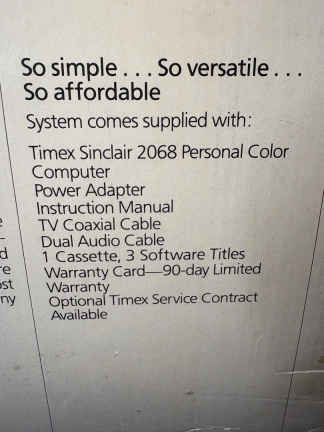 So simple . . . So versatile . . .
So affordable
System comes supplied with:
Timex Sinclair 2068 Personal Color
Computer
Power Adapter
Instruction Manual
TV Coaxial Cable
Dual Audio Cable
1 Cassette, 3 Software Titles
Warranty Card—90-day Limited
Warranty
Optional Timex Service Contract
Available